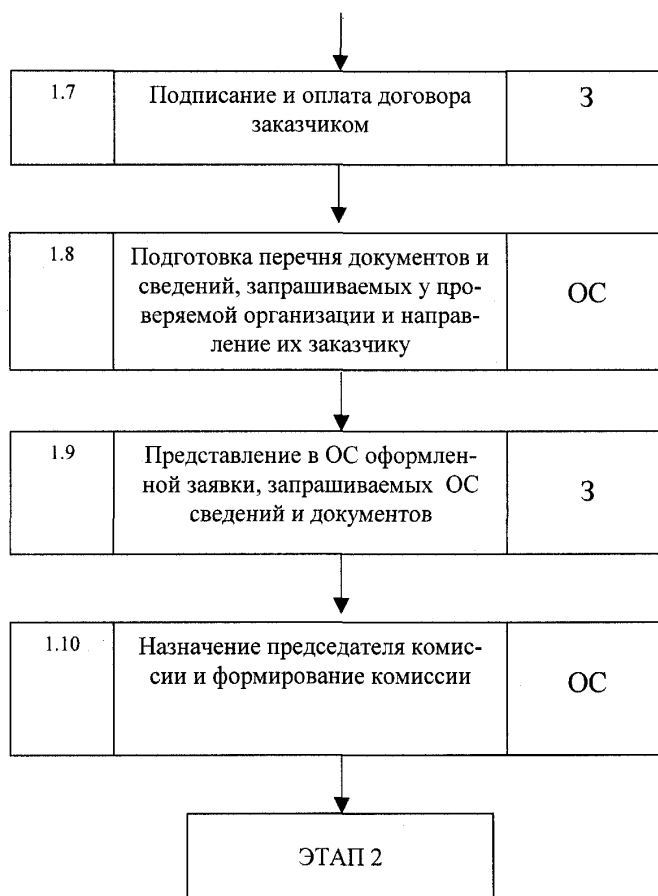 1.7
Подписание и оплата договора
заказчиком
З
1.8
Подготовка перечня документов и
сведений, запрашиваемых у про-
веряемой организации и направ-
ление их заказчику
ОС
1.9
Представление в ОС оформлен-
ной заявки, запрашиваемых ОС
сведений и документов
З
1.10
Назначение председателя комис-
сии и формирование комиссии
ОС
ЭТАП 2